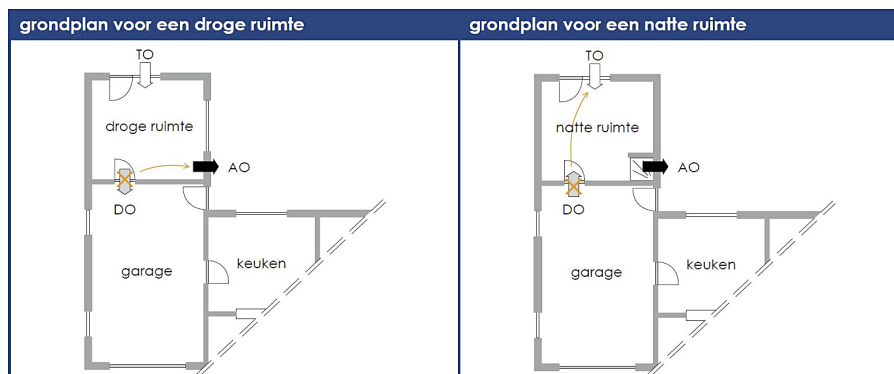 grondplan voor een droge ruimte
TO
droge ruimte
AO
DO
garage
keuken
grondplan voor een natte ruimte
TO
natte ruimte
AO
DO
garage
keuken